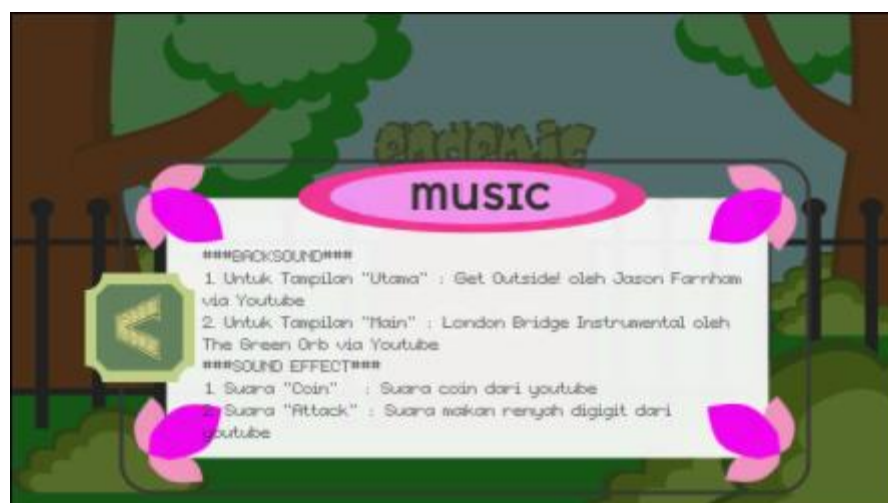 endemic
MUSIC
###BACKSOUND###
1. Untuk Tampilan "Utama" : Get Outside! oleh Jason Farnham
via Youtube
2. Untuk Tampilan "Main" : London Bridge Instrumental oleh
The Green Orb via Youtube
###SOUND EFFECT###
1. Suara "Coin" : Suara coin dari youtube
2. Suara "Attack" : Suara makan renyah digigit dari
youtube